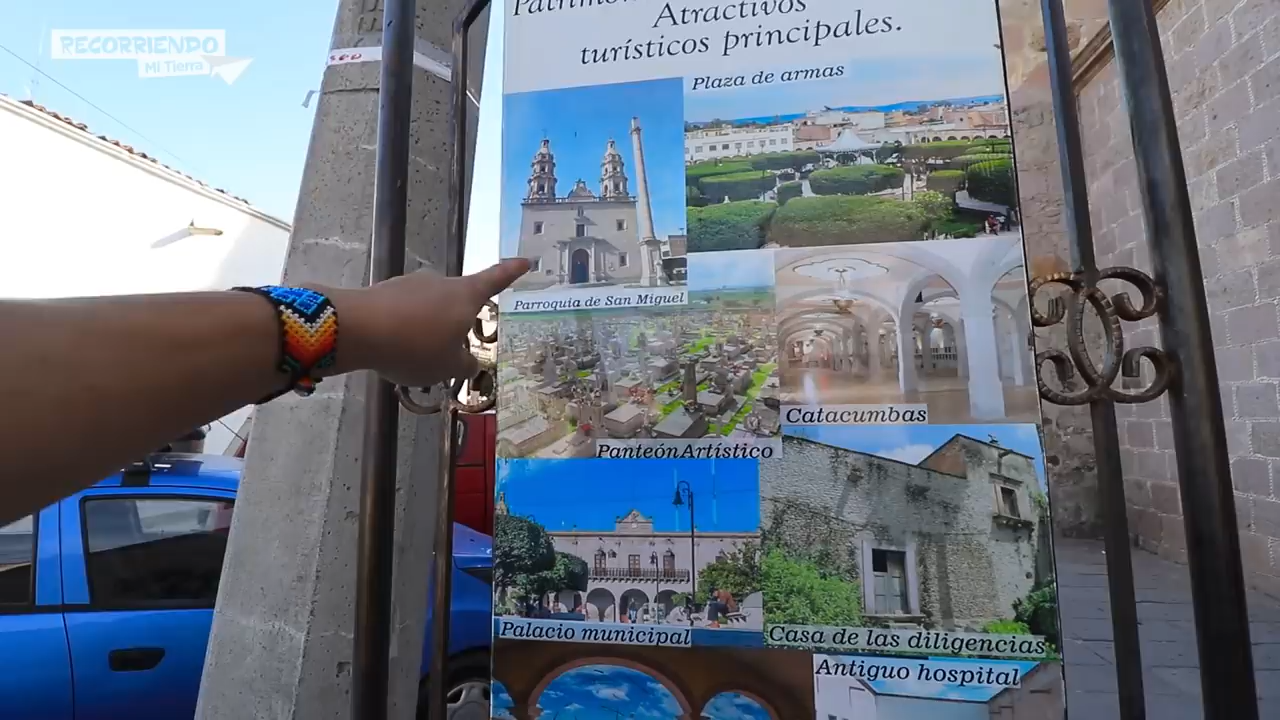 RECORRIENDO
Mi Tierra
Atractivos
turísticos principales.
Plaza de armas
Parroquia de San Miguel
Catacumbas
PanteónArtístico
Palacio municipal
Casa de las diligencias
Antiguo hospital